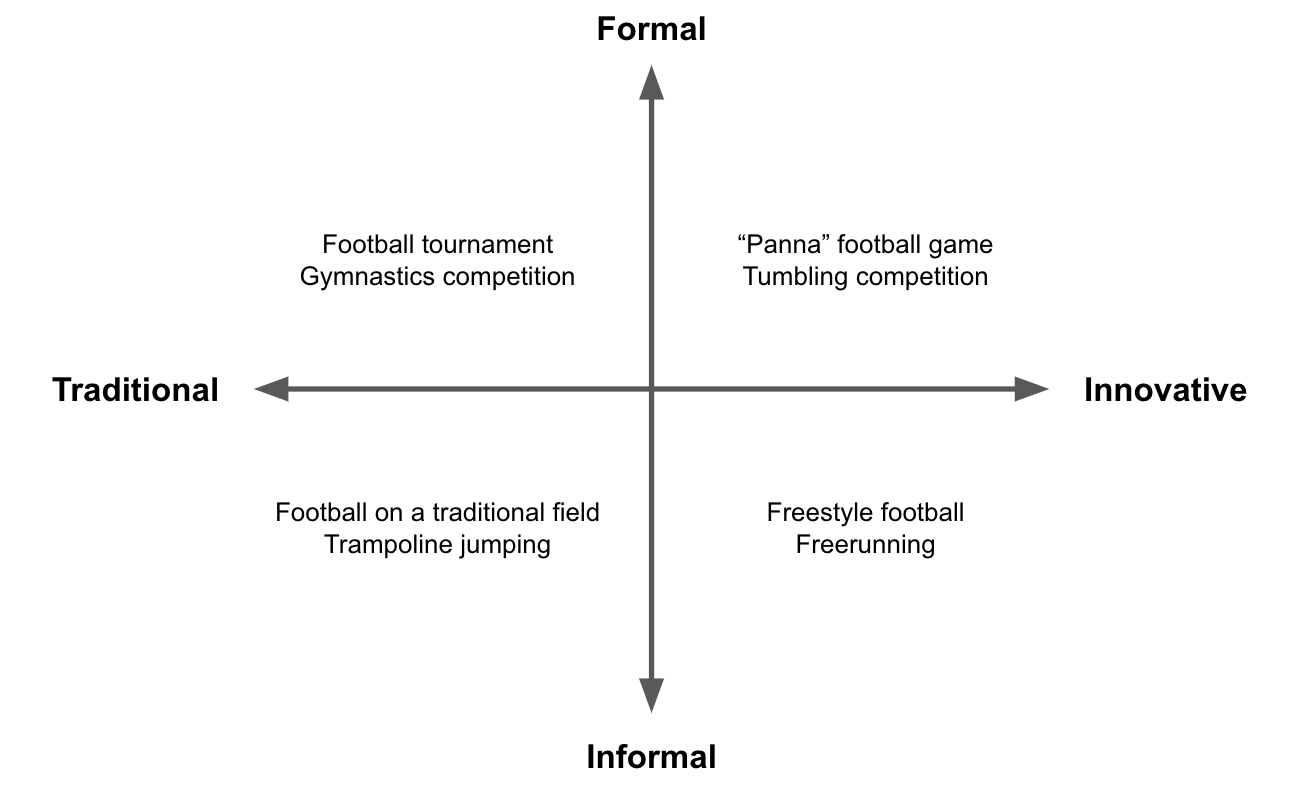 Formal
Football tournament
Gymnastics competition
“Panna” football game
Tumbling competition
Traditional
Innovative
Football on a traditional field
Trampoline jumping
Freestyle football
Freerunning
Informal